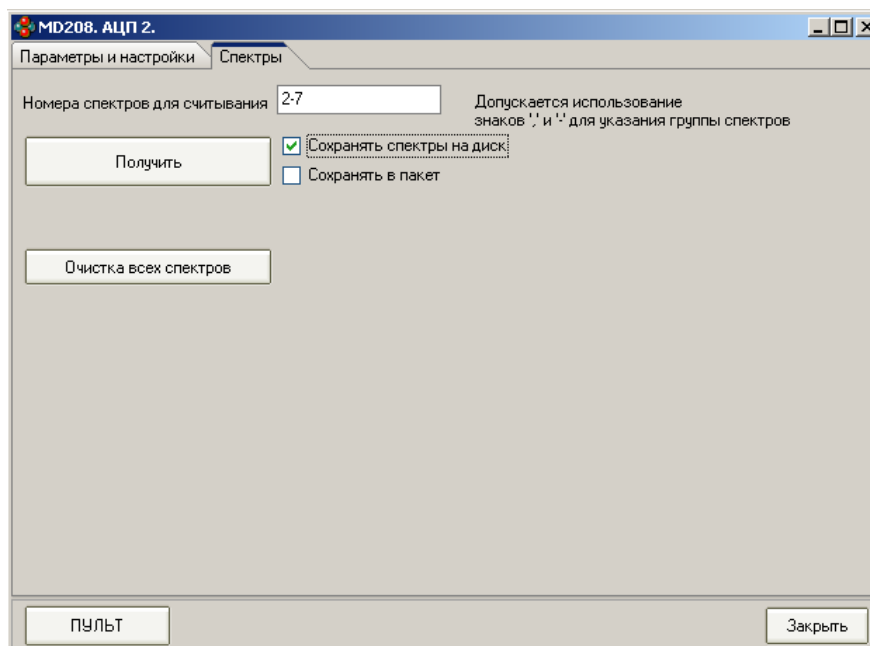 MD208. АЦП 2.
Параметры и настройки
Спектры
Номера спектров для считывания
2-7
Допускается использование
знаков ',' и '-' для указания группы спектров
Получить
Сохранять спектры на диск
Сохранять в пакет
Очистка всех спектров
ПУЛЬТ
Закрыть